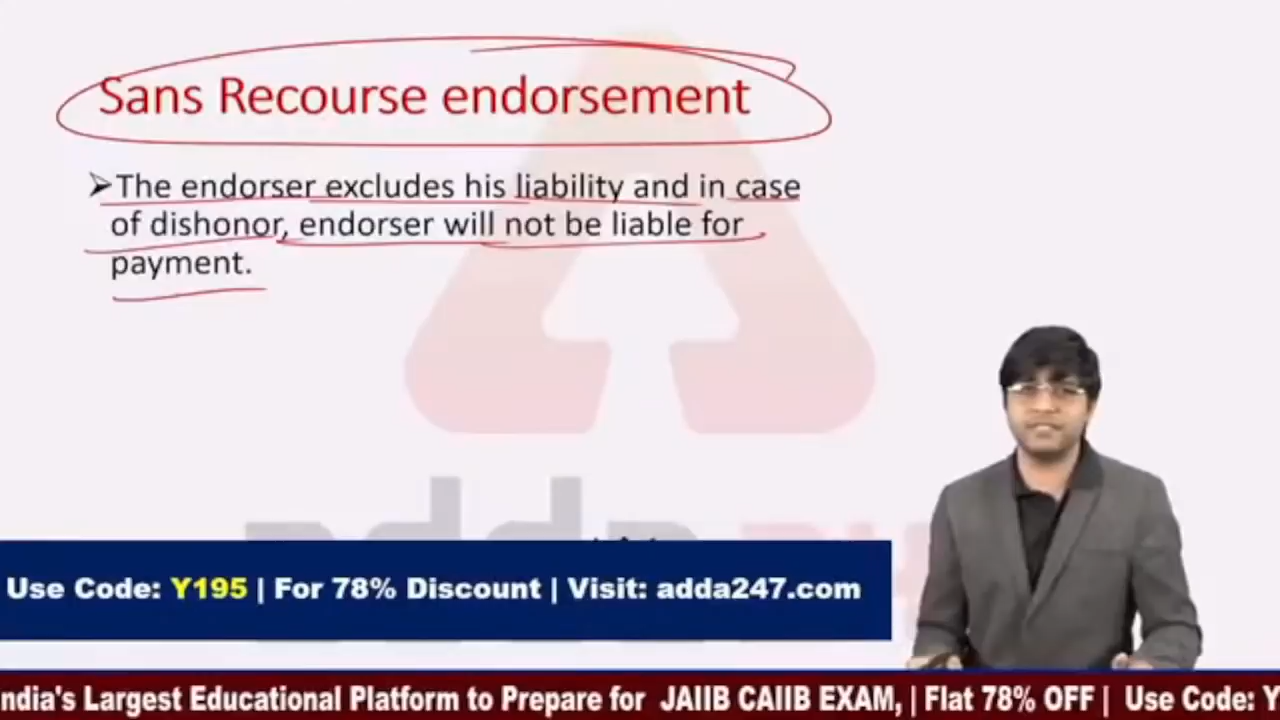 Sans Recourse endorsement
➤The endorser excludes his liability and in case
of dishonor, endorser will not be liable for
payment.
Use Code: Y195 | For 78% Discount | Visit: adda247.com
ndia's Largest Educational Platform to Prepare for JAIIB CAIIB EXAM, | Flat 78% OFF | Use Code: Y